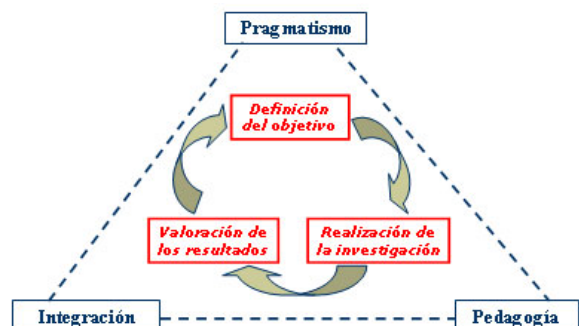 Pragmatismo
Definición
del objetivo
Valoración de
los resultados
Realización de
la investigación
Integración
Pedagogía